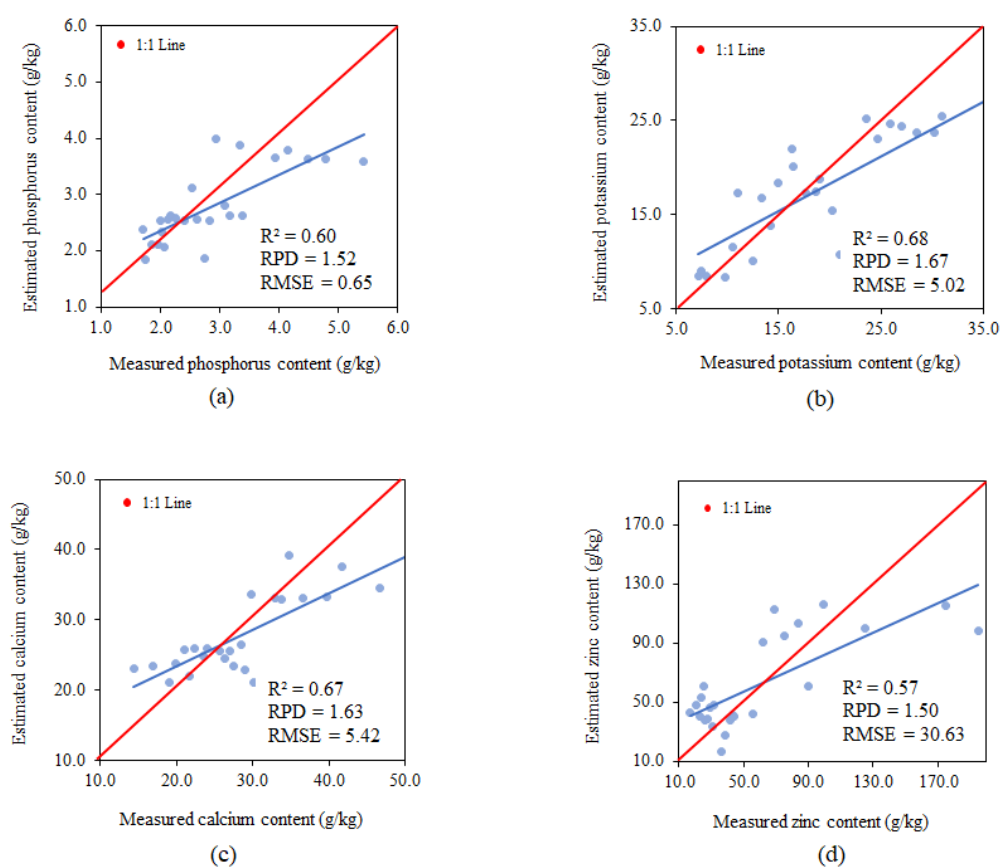 Estimated phosphorus content (g/kg)
6.0
5.0
4.0
3.0
2.0
1.0
1:1 Line
R² = 0.60
RPD = 1.52
RMSE = 0.65
1.0 2.0 3.0 4.0 5.0 6.0
Measured phosphorus content (g/kg)
(a)
Estimated potassium content (g/kg)
35.0
25.0
15.0
5.0
1:1 Line
R² = 0.68
RPD = 1.67
RMSE = 5.02
5.0 15.0 25.0 35.0
Measured potassium content (g/kg)
(b)
Estimated calcium content (g/kg)
50.0
40.0
30.0
20.0
10.0
1:1 Line
R² = 0.67
RPD = 1.63
RMSE = 5.42
10.0 20.0 30.0 40.0 50.0
Measured calcium content (g/kg)
(c)
Estimated zinc content (g/kg)
170.0
130.0
90.0
50.0
10.0
1:1 Line
R² = 0.57
RPD = 1.50
RMSE = 30.63
10.0 50.0 90.0 130.0 170.0
Measured zinc content (g/kg)
(d)